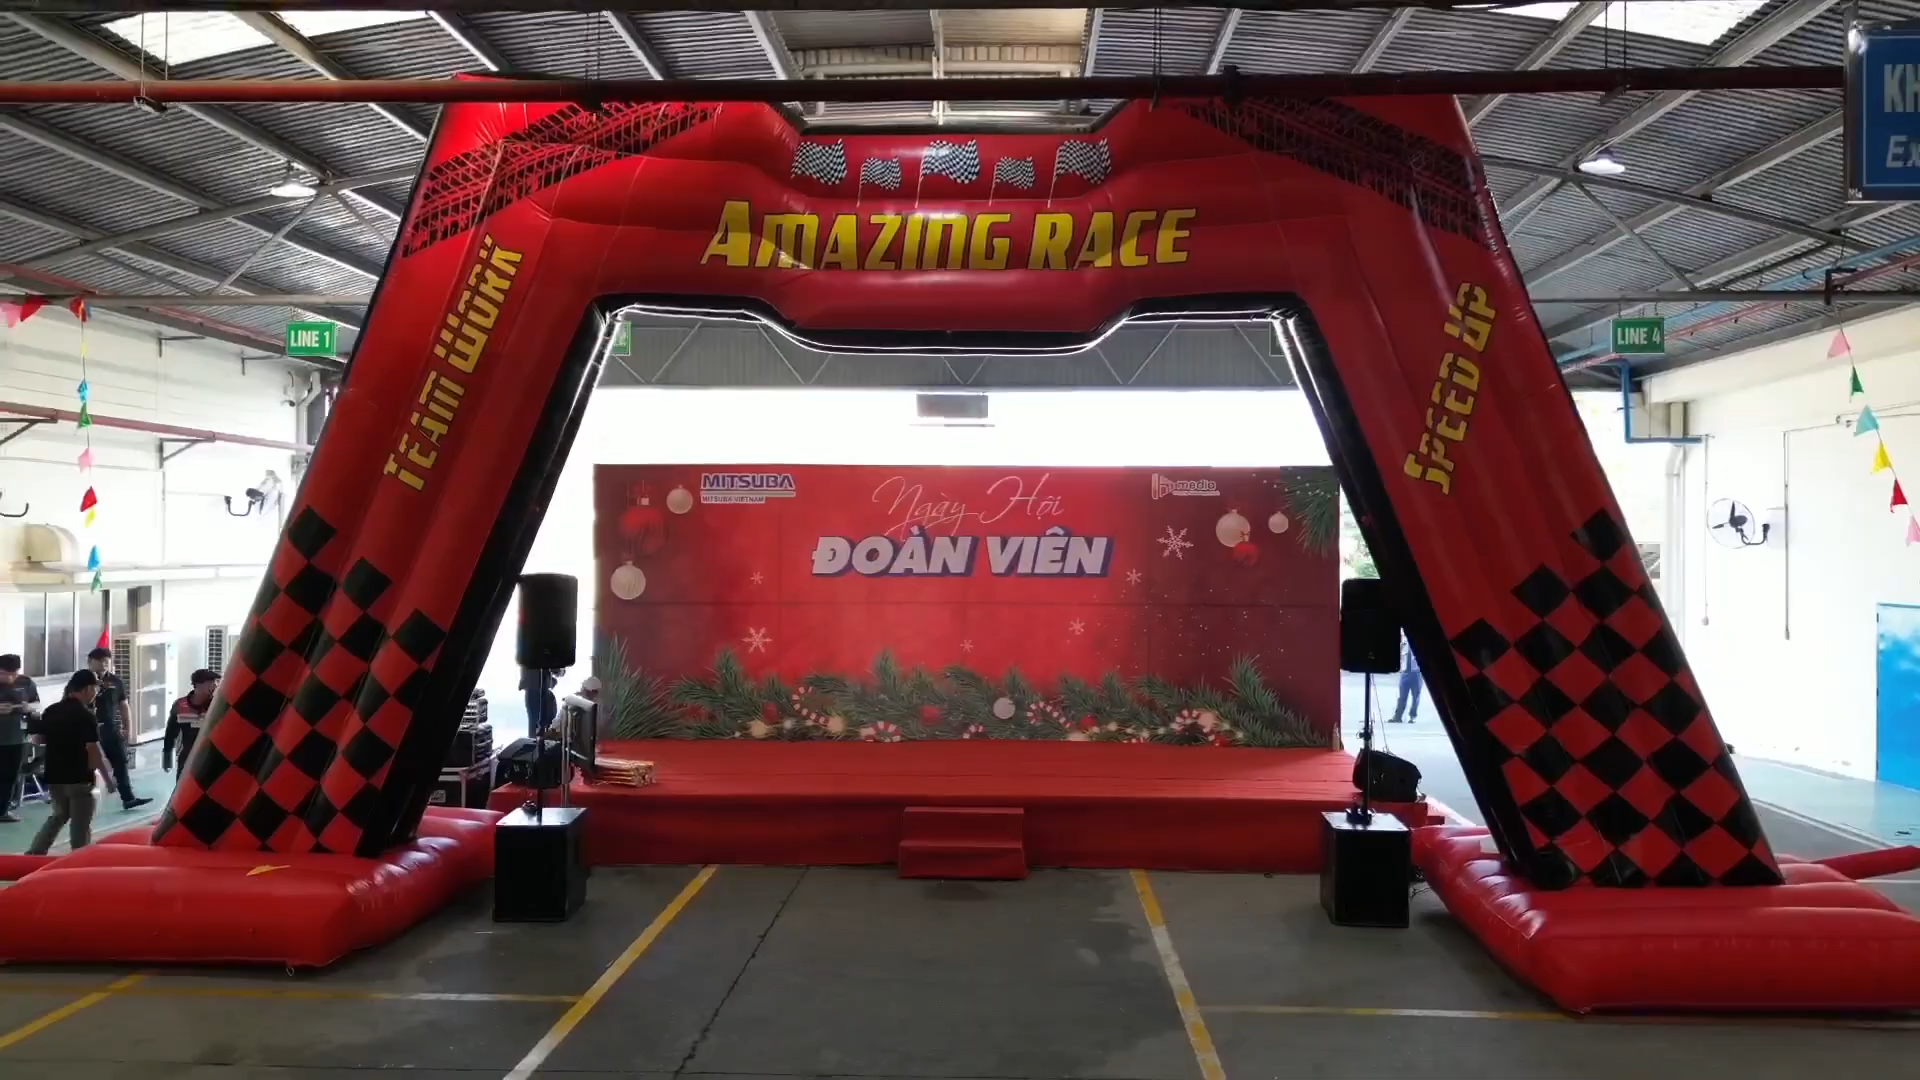 KH
Ex
AMAZING RACE
TEAM WORK
SPEED UP
LINE 1
LINE 4
MITSUBA
MITSUBA VIETNAM
Ngày Hội
media
ĐOÀN VIÊN